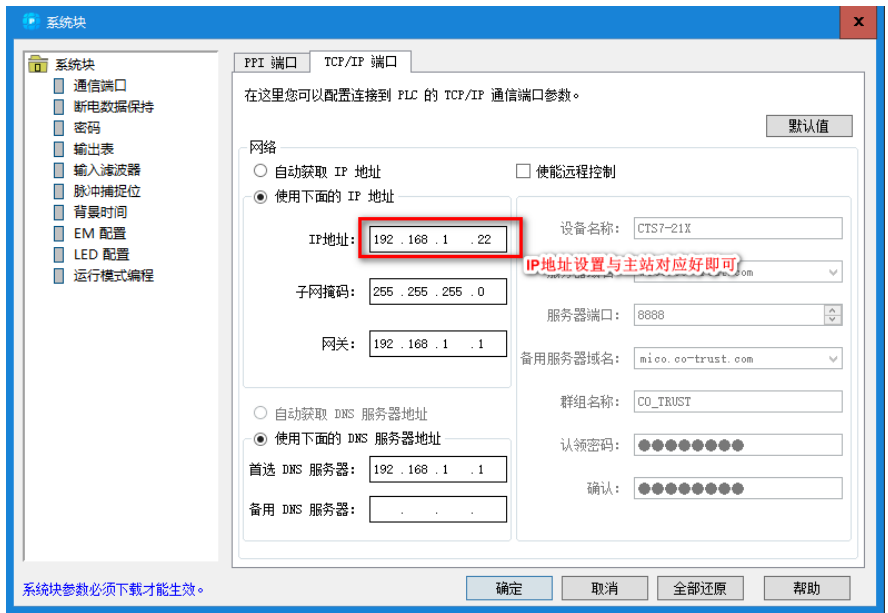 系统块
x
系统块
通信端口
断电数据保持
密码
输出表
输入滤波器
脉冲捕捉位
背景时间
EM 配置
LED 配置
运行模式编程
PPI 端口
TCP/IP 端口
在这里您可以配置连接到 PLC 的 TCP/IP 通信端口参数。
默认值
网络
自动获取 IP 地址
使用下面的 IP 地址
IP地址: 192 .168 .1 .22
子网掩码: 255 .255 .255 .0
网关: 192 .168 .1 .1
自动获取 DNS 服务器地址
使用下面的 DNS 服务器地址
首选 DNS 服务器: 192 .168 .1 .1
备用 DNS 服务器: . . .
使能远程控制
设备名称: CTS7-21X
IP地址设置与主站对应好即可
om
服务器端口: 8888
备用服务器域名: mico.co-trust.com
群组名称: CO_TRUST
认领密码: ●●●●●●●●
确认: ●●●●●●●●
系统块参数必须下载才能生效。
确定
取消
全部还原
帮助